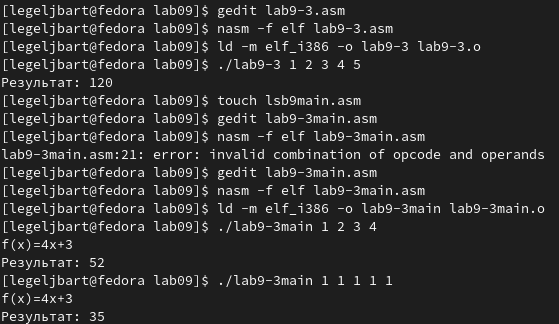 [legeljbart@fedora lab09]$ gedit lab9-3.asm
[legeljbart@fedora lab09]$ nasm -f elf lab9-3.asm
[legeljbart@fedora lab09]$ ld -m elf_i386 -o lab9-3 lab9-3.o
[legeljbart@fedora lab09]$ ./lab9-3 1 2 3 4 5
Результат: 120
[legeljbart@fedora lab09]$ touch lsb9main.asm
[legeljbart@fedora lab09]$ gedit lab9-3main.asm
[legeljbart@fedora lab09]$ nasm -f elf lab9-3main.asm
lab9-3main.asm:21: error: invalid combination of opcode and operands
[legeljbart@fedora lab09]$ gedit lab9-3main.asm
[legeljbart@fedora lab09]$ nasm -f elf lab9-3main.asm
[legeljbart@fedora lab09]$ ld -m elf_i386 -o lab9-3main lab9-3main.o
[legeljbart@fedora lab09]$ ./lab9-3main 1 2 3 4
f(x)=4x+3
Результат: 52
[legeljbart@fedora lab09]$ ./lab9-3main 1 1 1 1 1
f(x)=4x+3
Результат: 35